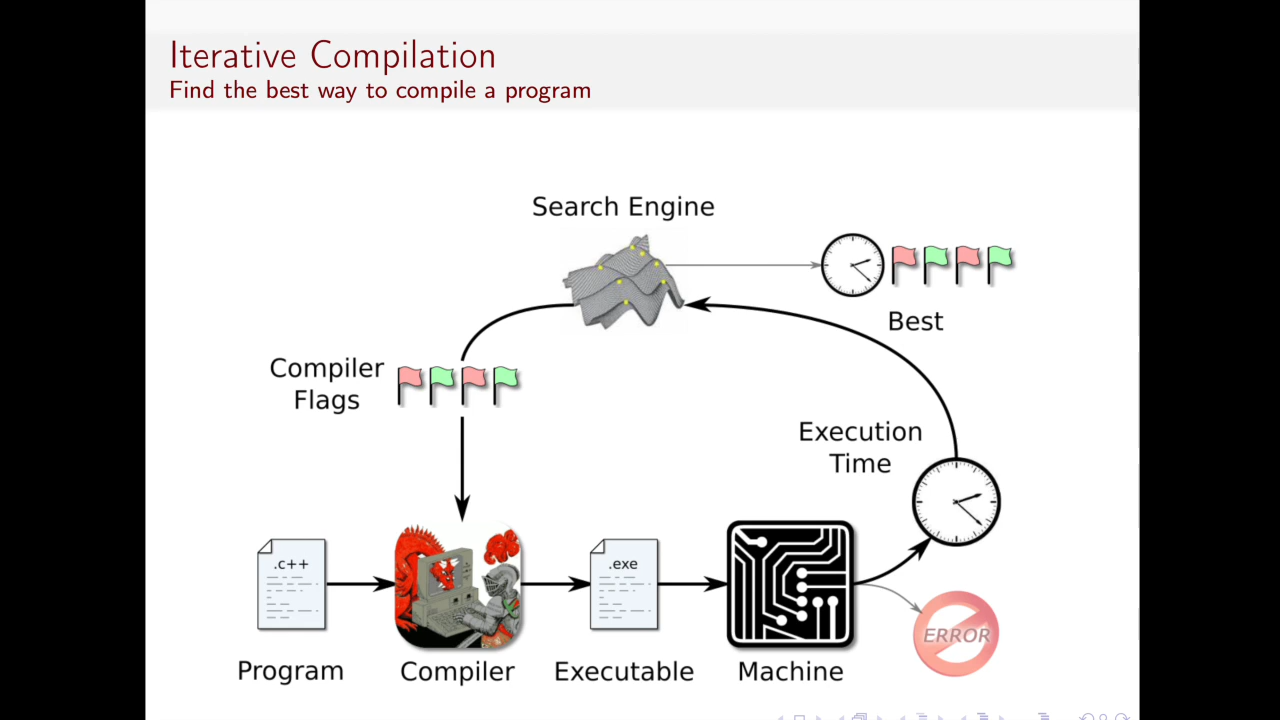 Iterative Compilation
Find the best way to compile a program
Search Engine
Best
Compiler
Flags
Execution
Time
.c++
.exe
ERROR
Program
Compiler
Executable
Machine